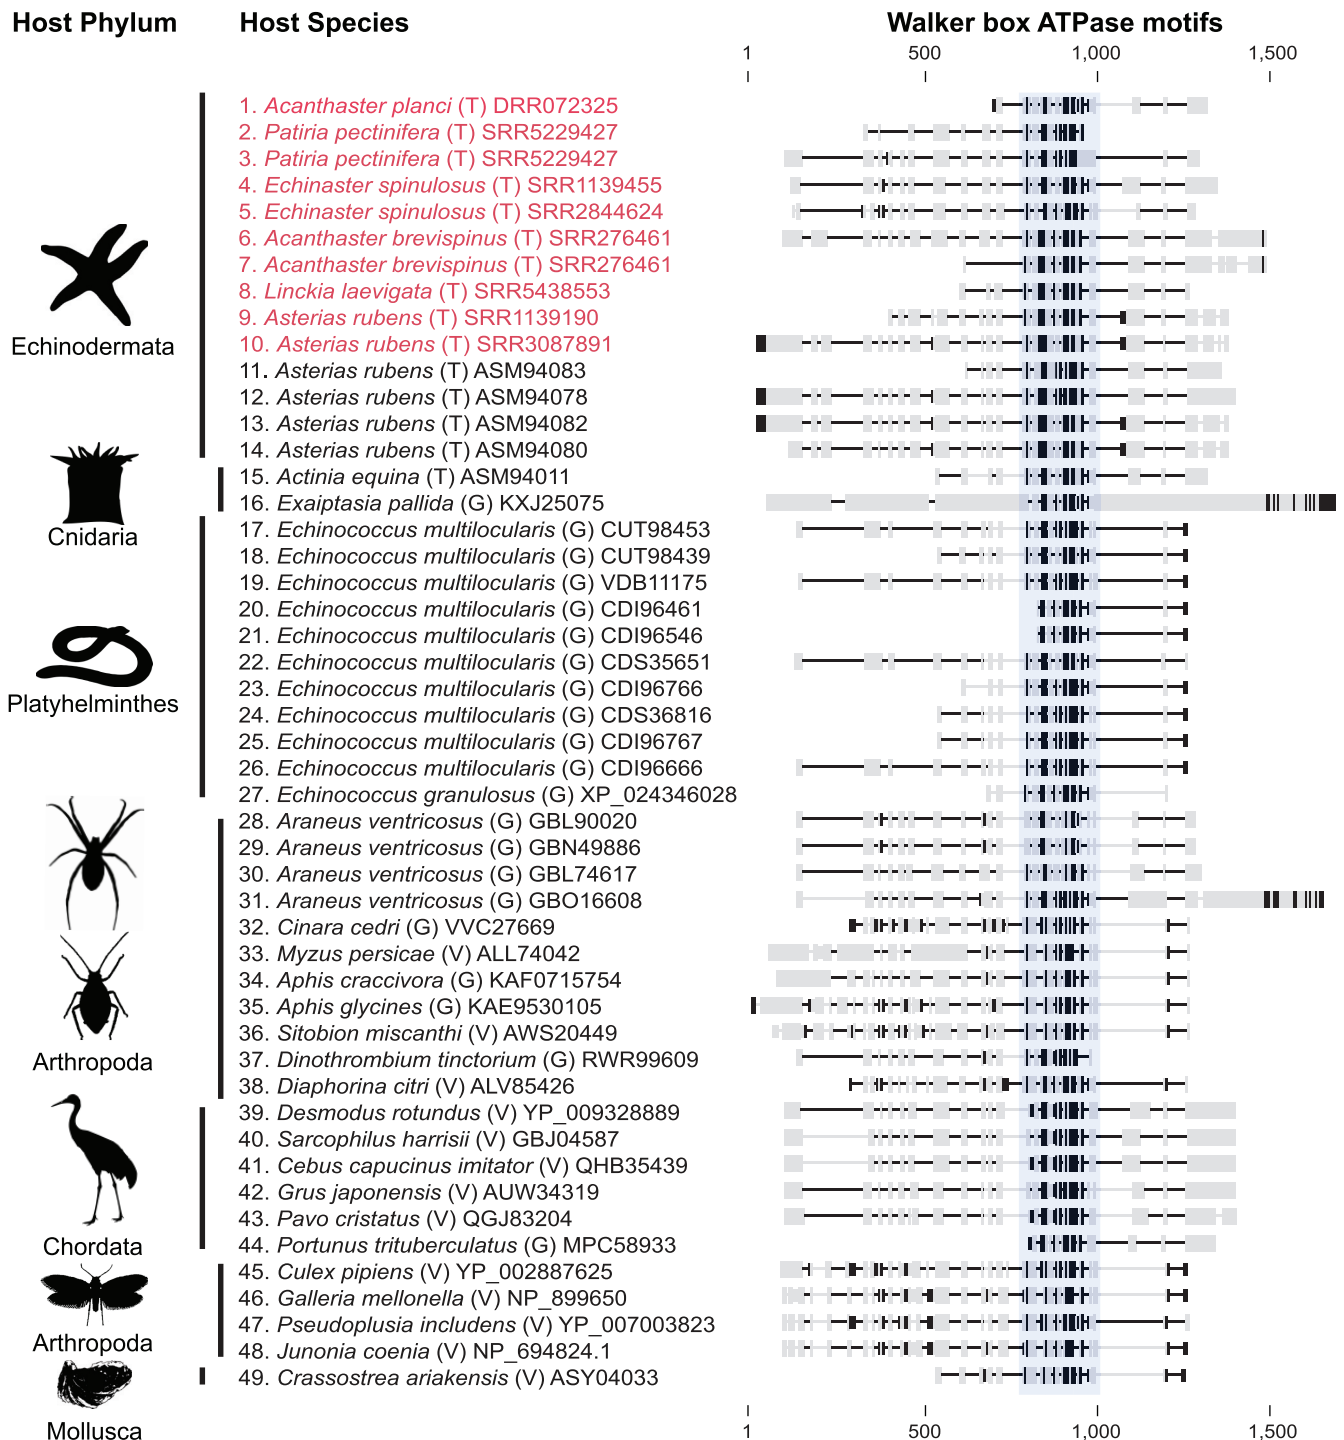 Host Phylum Host Species Walker box ATPase motifs
1 500 1,000 1,500
1. Acanthaster planci (T) DRR072325
2. Patiria pectinifera (T) SRR5229427
3. Patiria pectinifera (T) SRR5229427
4. Echinaster spinulosus (T) SRR1139455
5. Echinaster spinulosus (T) SRR2844624
6. Acanthaster brevispinus (T) SRR276461
7. Acanthaster brevispinus (T) SRR276461
8. Linckia laevigata (T) SRR5438553
9. Asterias rubens (T) SRR1139190
10. Asterias rubens (T) SRR3087891
Echinodermata
11. Asterias rubens (T) ASM94083
12. Asterias rubens (T) ASM94078
13. Asterias rubens (T) ASM94082
14. Asterias rubens (T) ASM94080
15. Actinia equina (T) ASM94011
16. Exaiptasia pallida (G) KXJ25075
Cnidaria
17. Echinococcus multilocularis (G) CUT98453
18. Echinococcus multilocularis (G) CUT98439
19. Echinococcus multilocularis (G) VDB11175
20. Echinococcus multilocularis (G) CDI96461
21. Echinococcus multilocularis (G) CDI96546
22. Echinococcus multilocularis (G) CDS35651
23. Echinococcus multilocularis (G) CDI96766
Platyhelminthes
24. Echinococcus multilocularis (G) CDS36816
25. Echinococcus multilocularis (G) CDI96767
26. Echinococcus multilocularis (G) CDI96666
27. Echinococcus granulosus (G) XP_024346028
28. Araneus ventricosus (G) GBL90020
29. Araneus ventricosus (G) GBN49886
30. Araneus ventricosus (G) GBL74617
31. Araneus ventricosus (G) GBO16608
32. Cinara cedri (G) VVC27669
33. Myzus persicae (V) ALL74042
34. Aphis craccivora (G) KAF0715754
35. Aphis glycines (G) KAE9530105
36. Sitobion miscanthi (V) AWS20449
37. Dinothrombium tinctorium (G) RWR99609
Arthropoda
38. Diaphorina citri (V) ALV85426
39. Desmodus rotundus (V) YP_009328889
40. Sarcophilus harrisii (V) GBJ04587
41. Cebus capucinus imitator (V) QHB35439
42. Grus japonensis (V) AUW34319
43. Pavo cristatus (V) QGJ83204
44. Portunus trituberculatus (G) MPC58933
Chordata
45. Culex pipiens (V) YP_002887625
46. Galleria mellonella (V) NP_899650
47. Pseudoplusia includens (V) YP_007003823
Arthropoda
48. Junonia coenia (V) NP_694824.1
49. Crassostrea ariakensis (V) ASY04033
Mollusca
1 500 1,000 1,500